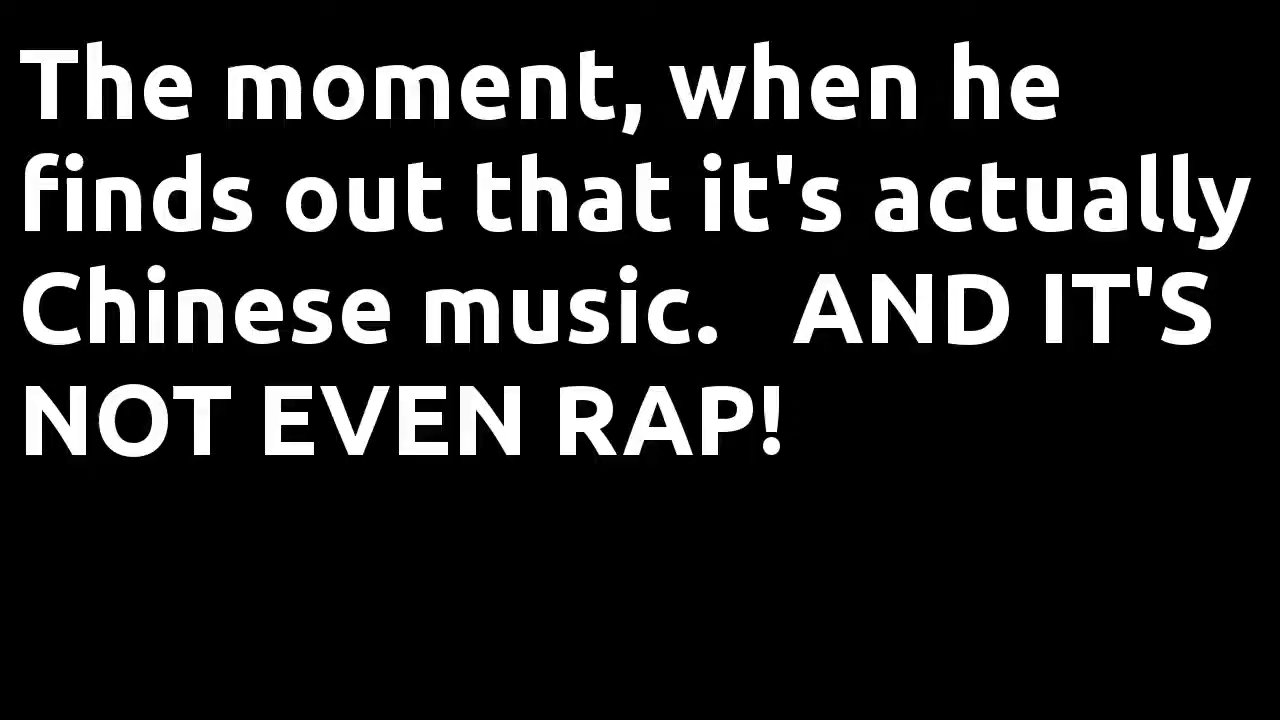 The moment, when he
finds out that it's actually
Chinese music.   AND IT'S
NOT EVEN RAP!